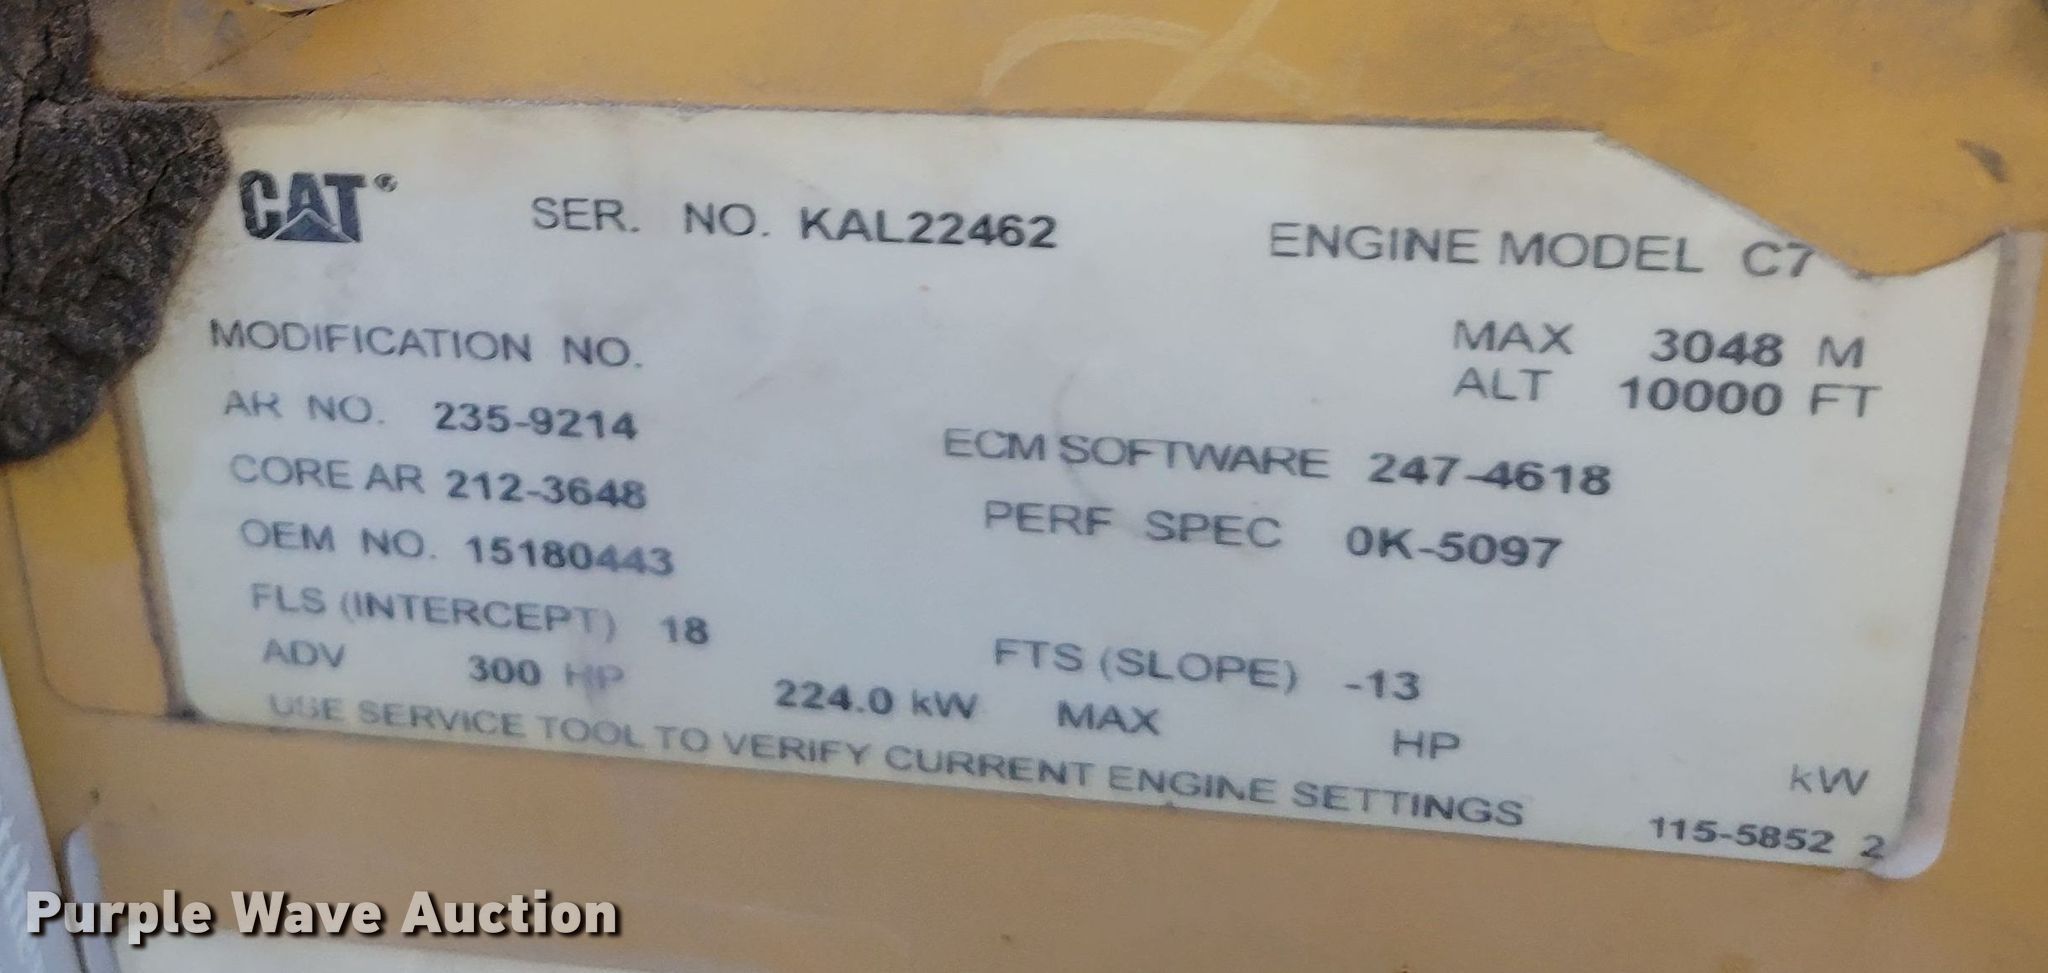 CAT® SER. NO. KAL22462 ENGINE MODEL C7
MODIFICATION NO. MAX 3048 M
ALT 10000 FT
AR NO. 235-9214
ECM SOFTWARE 247-4618
CORE AR 212-3648
PERF SPEC 0K-5097
OEM NO. 15180443
FLS (INTERCEPT) 18 FTS (SLOPE) -13
ADV 300 HP 224.0 kW MAX HP kW
USE SERVICE TOOL TO VERIFY CURRENT ENGINE SETTINGS 115-5852 2
Purple Wave Auction